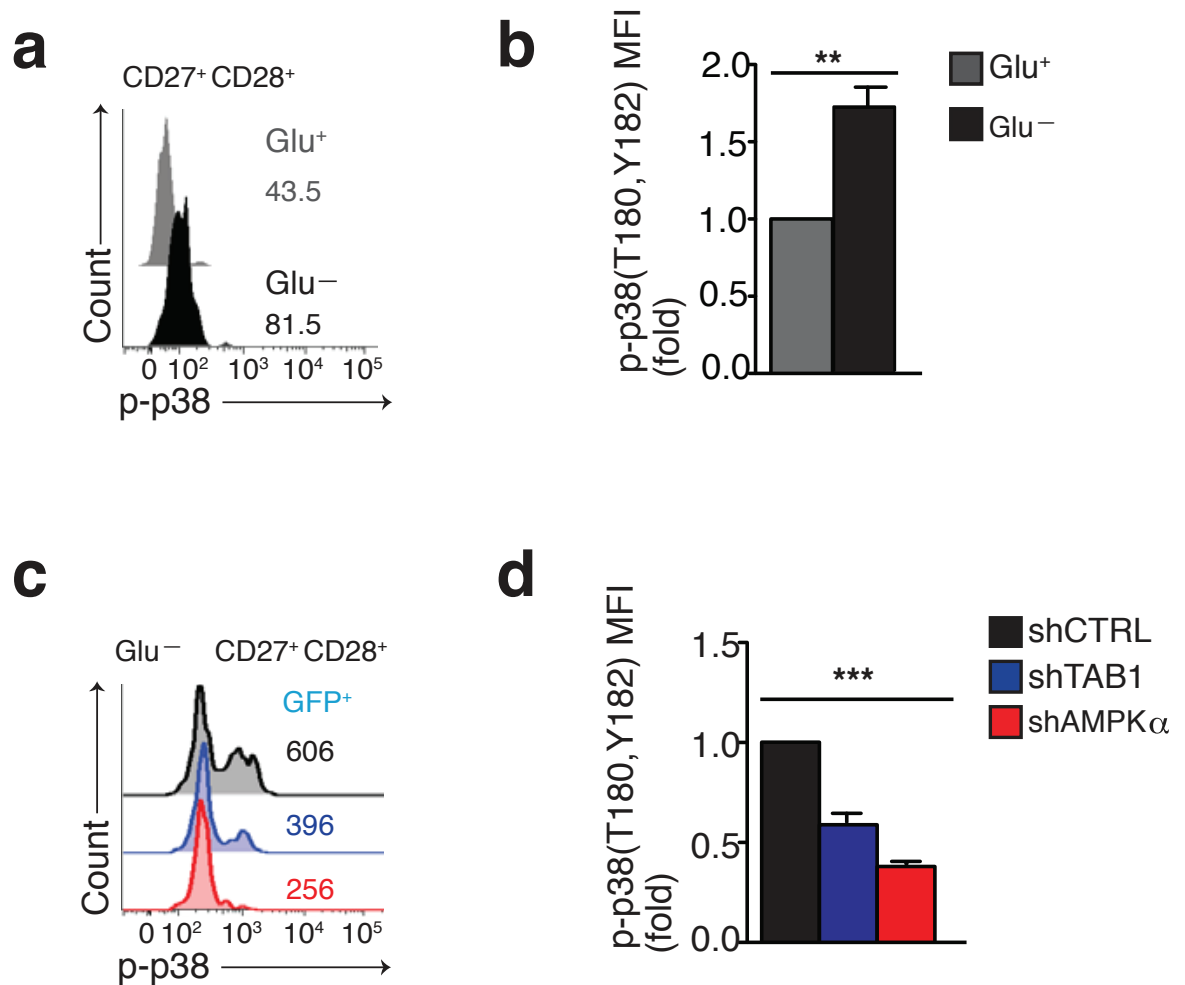 a
CD27⁺ CD28⁺
Glu⁺
43.5
Glu⁻
81.5
Count
0 10² 10³ 10⁴ 10⁵
p-p38
b
p-p38(T180,Y182) MFI
(fold)
2.0
1.5
1.0
0.5
0.0
**
Glu⁺
Glu⁻
c
Glu⁻ CD27⁺ CD28⁺
GFP⁺
606
396
256
Count
0 10² 10³ 10⁴ 10⁵
p-p38
d
p-p38(T180,Y182) MFI
(fold)
1.5
1.0
0.5
0.0
***
shCTRL
shTAB1
shAMPKα